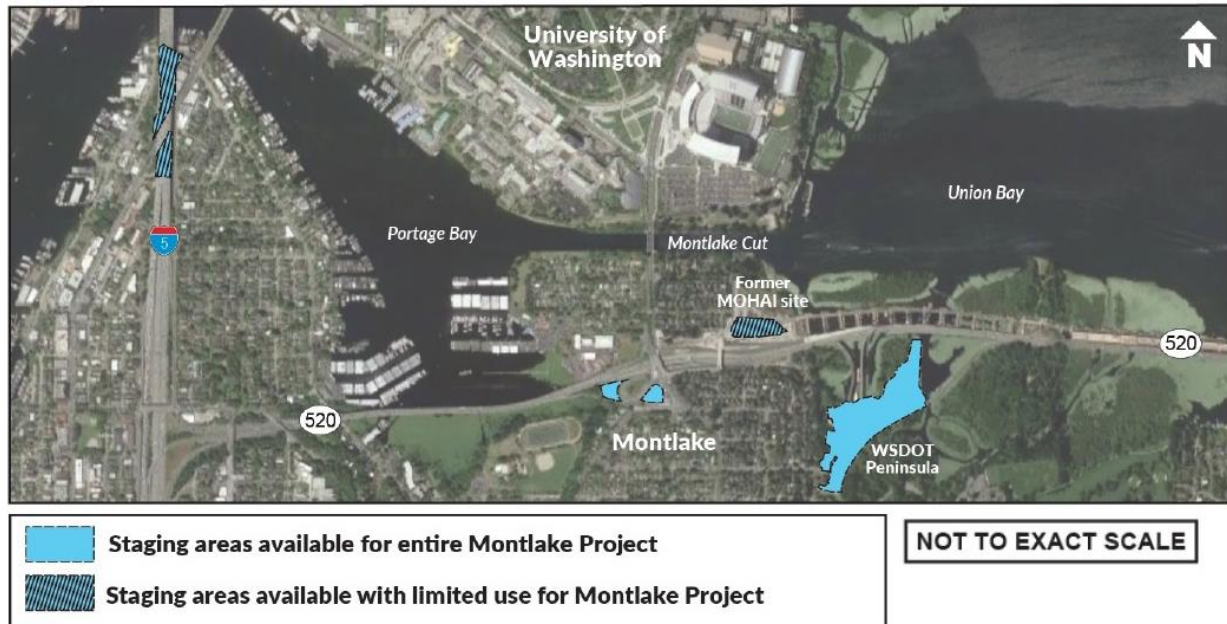 University of
Washington
N
5
Portage Bay
Montlake Cut
Union Bay
Former
MOHAI site
520
520
Montlake
WSDOT
Peninsula
Staging areas available for entire Montlake Project
Staging areas available with limited use for Montlake Project
NOT TO EXACT SCALE